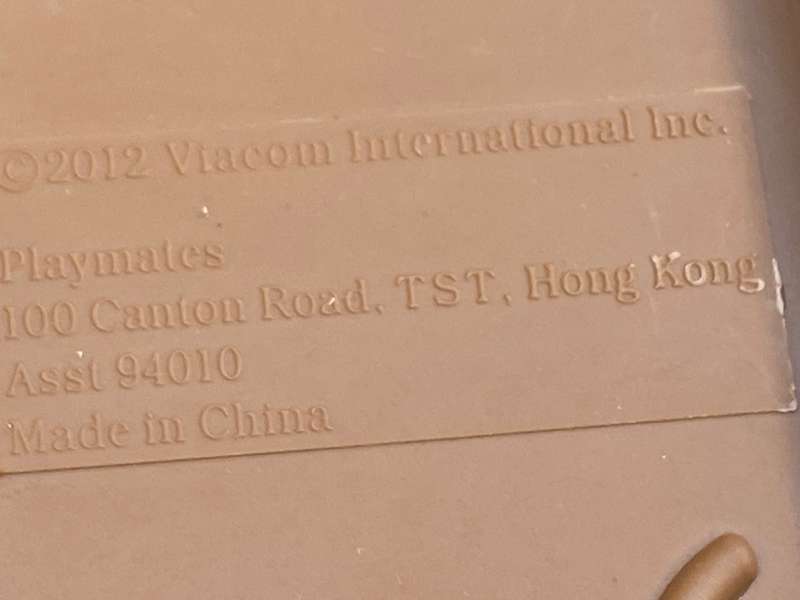 ©2012 Viacom International Inc.
Playmates
100 Canton Road, TST, Hong Kong
Asst 94010
Made in China